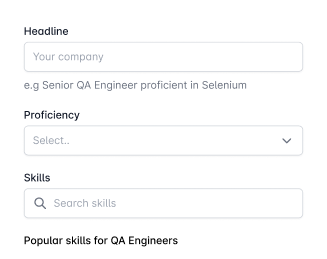 Headline
Your company
e.g Senior QA Engineer proficient in Selenium
Proficiency
Select..
Skills
Search skills
Popular skills for QA Engineers